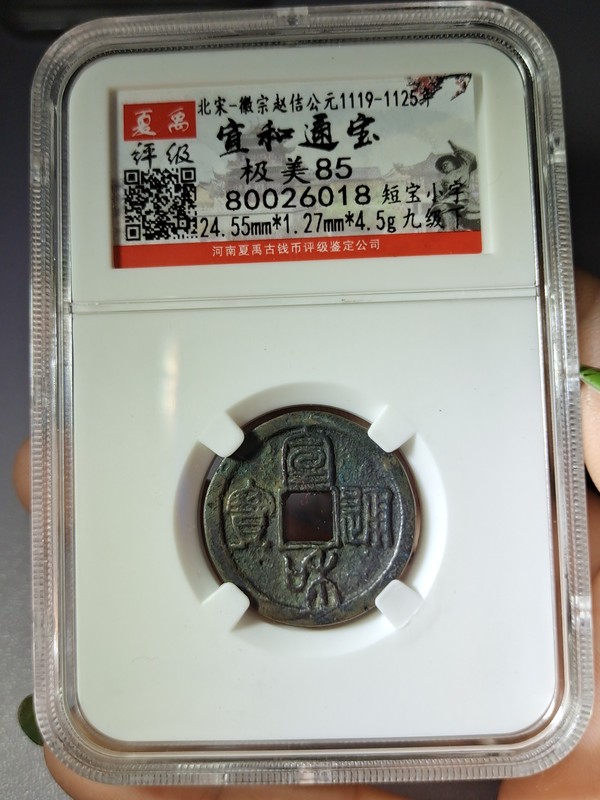 夏禹
评级
北宋-徽宗赵佶公元1119-1125年
宣和通宝
极美85
80026018 短宝小字
24.55mm*1.27mm*4.5g 九级下
河南夏禹古钱币评级鉴定公司
宣和通寳